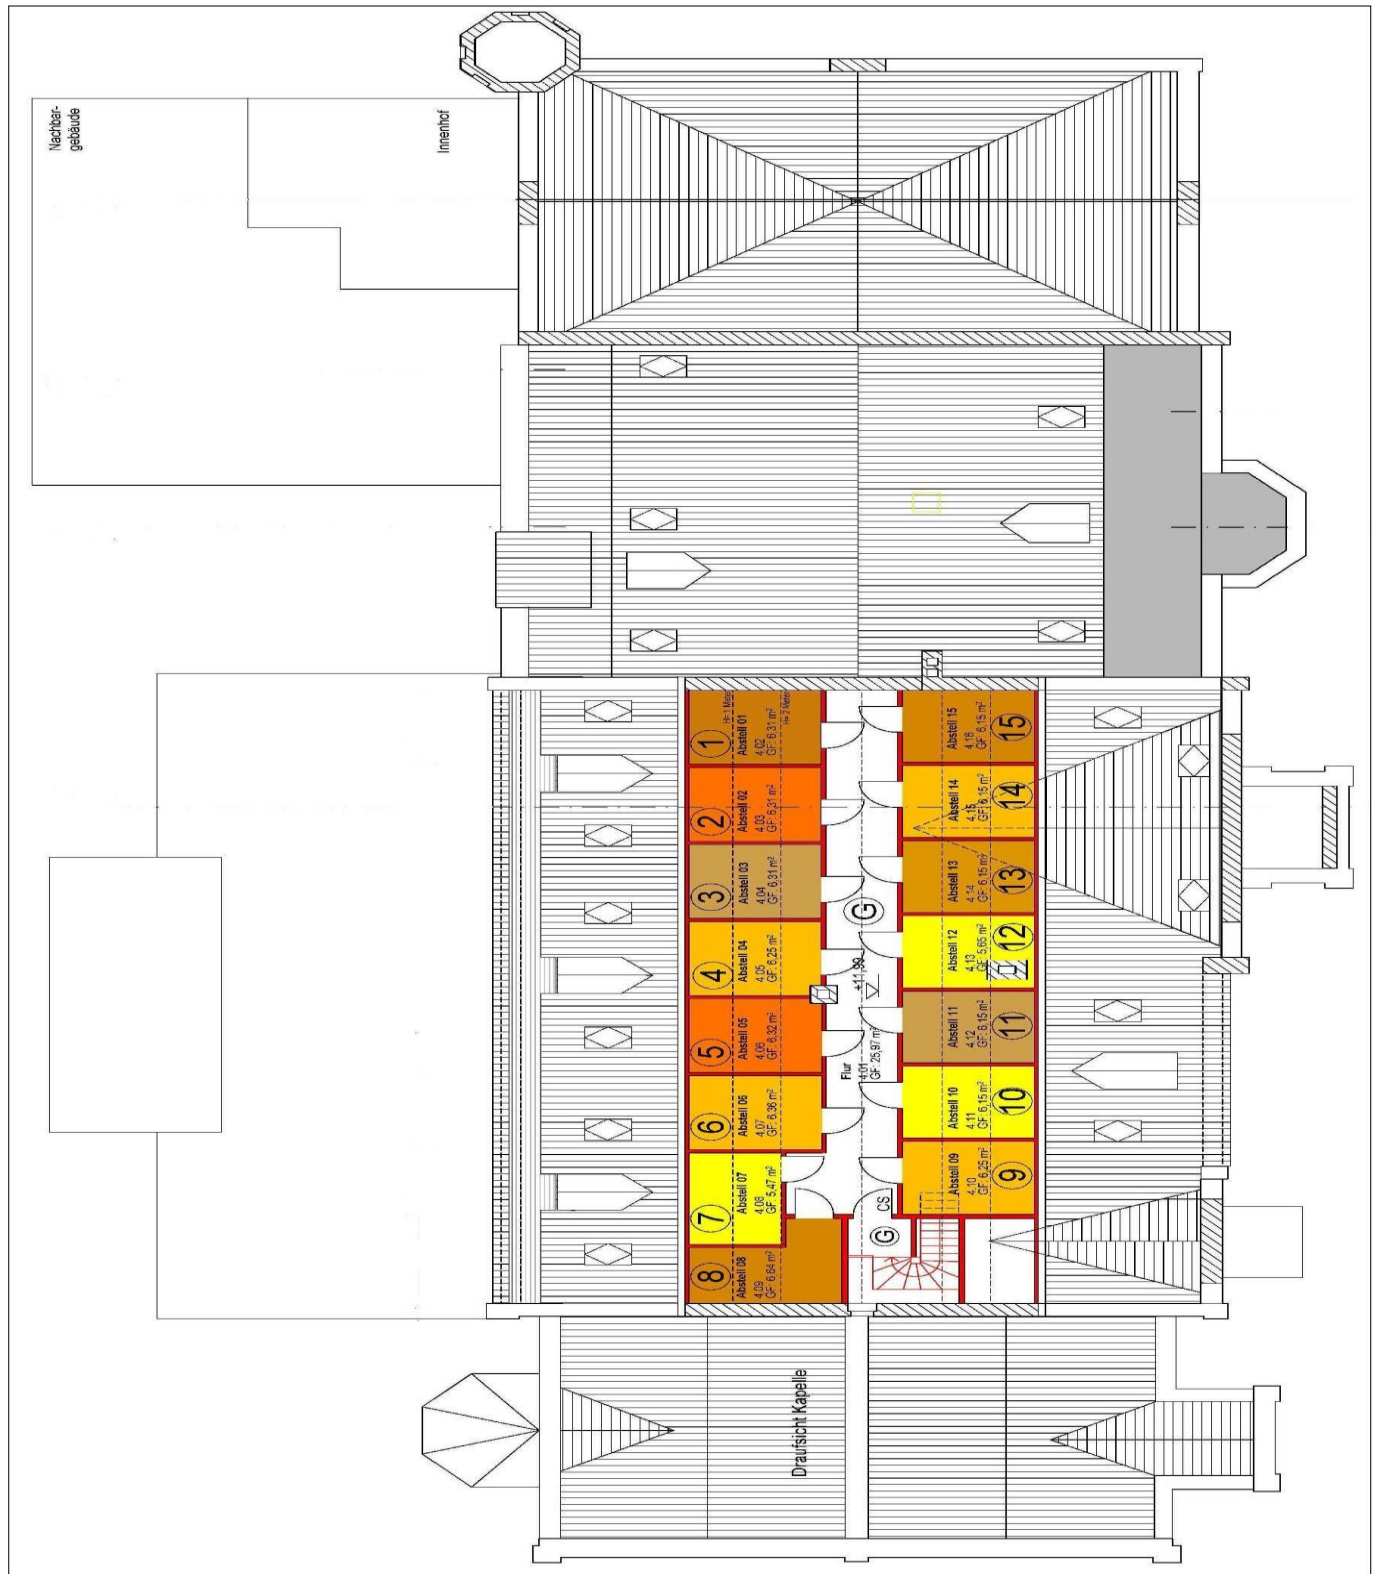 Nachbar-
gebäude
Innenhof
1
H= 1 Meter
Abstell 01
4.02
GF: 6,31 m²
H= 2 Meter
2
Abstell 02
4.03
GF: 6,31 m²
3
Abstell 03
4.04
GF: 6,31 m²
4
Abstell 04
4.05
GF: 6,25 m²
5
Abstell 05
4.06
GF: 6,32 m²
6
Abstell 06
4.07
GF: 6,36 m²
7
Abstell 07
4.08
GF: 5,47 m²
8
Abstell 08
4.09
GF: 6,64 m²
G
+11,99
Flur
4.01
GF: 25,97 m²
CS
G
Abstell 15
4.16
GF: 6,15 m²
15
Abstell 14
4.15
GF: 6,15 m²
14
Abstell 13
4.14
GF: 6,15 m²
13
Abstell 12
4.13
GF: 5,65 m²
12
Abstell 11
4.12
GF: 6,15 m²
11
Abstell 10
4.11
GF: 6,15 m²
10
Abstell 09
4.10
GF: 6,25 m²
9
Draufsicht Kapelle